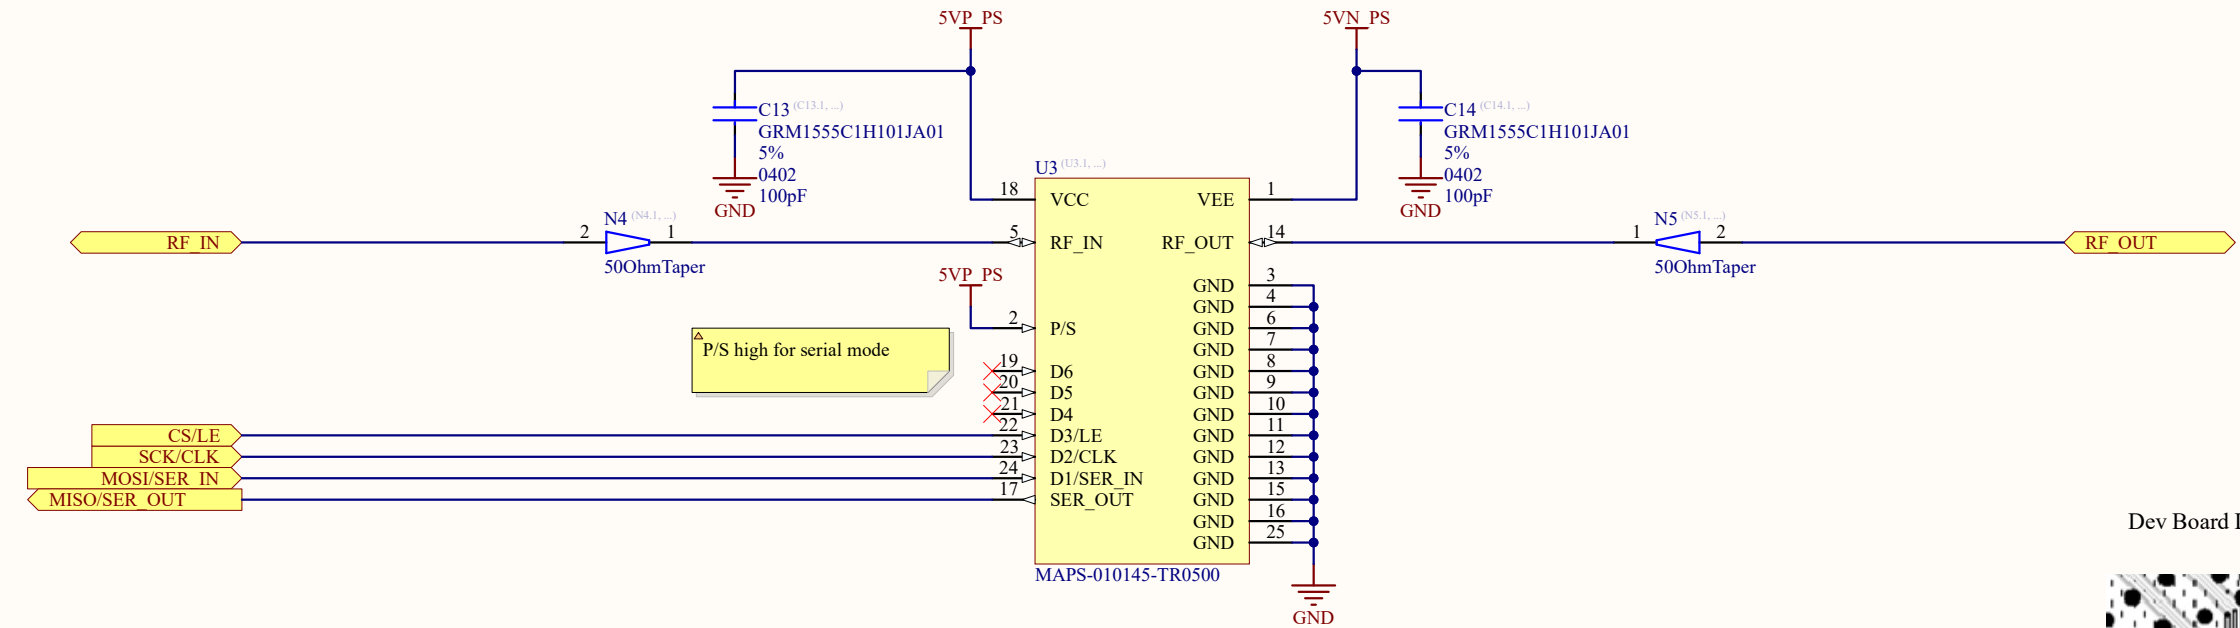 5VP_PS
5VN_PS
C13 (C13.1, ...)
GRM1555C1H101JA01
5%
0402
100pF
GND
C14 (C14.1, ...)
GRM1555C1H101JA01
5%
0402
100pF
GND
U3 (U3.1, ...)
18 VCC
VEE 1
RF_IN
N4 (N4.1, ...)
2 1
50OhmTaper
5 RF_IN
RF_OUT 14
N5 (N5.1, ...)
1 2
50OhmTaper
RF_OUT
5VP_PS
2 P/S
P/S high for serial mode
19 D6
20 D5
21 D4
CS/LE 22 D3/LE
SCK/CLK 23 D2/CLK
MOSI/SER_IN 24 D1/SER_IN
MISO/SER_OUT 17 SER_OUT
GND 3
GND 4
GND 6
GND 7
GND 8
GND 9
GND 10
GND 11
GND 12
GND 13
GND 15
GND 16
GND 25
MAPS-010145-TR0500
GND
Dev Board